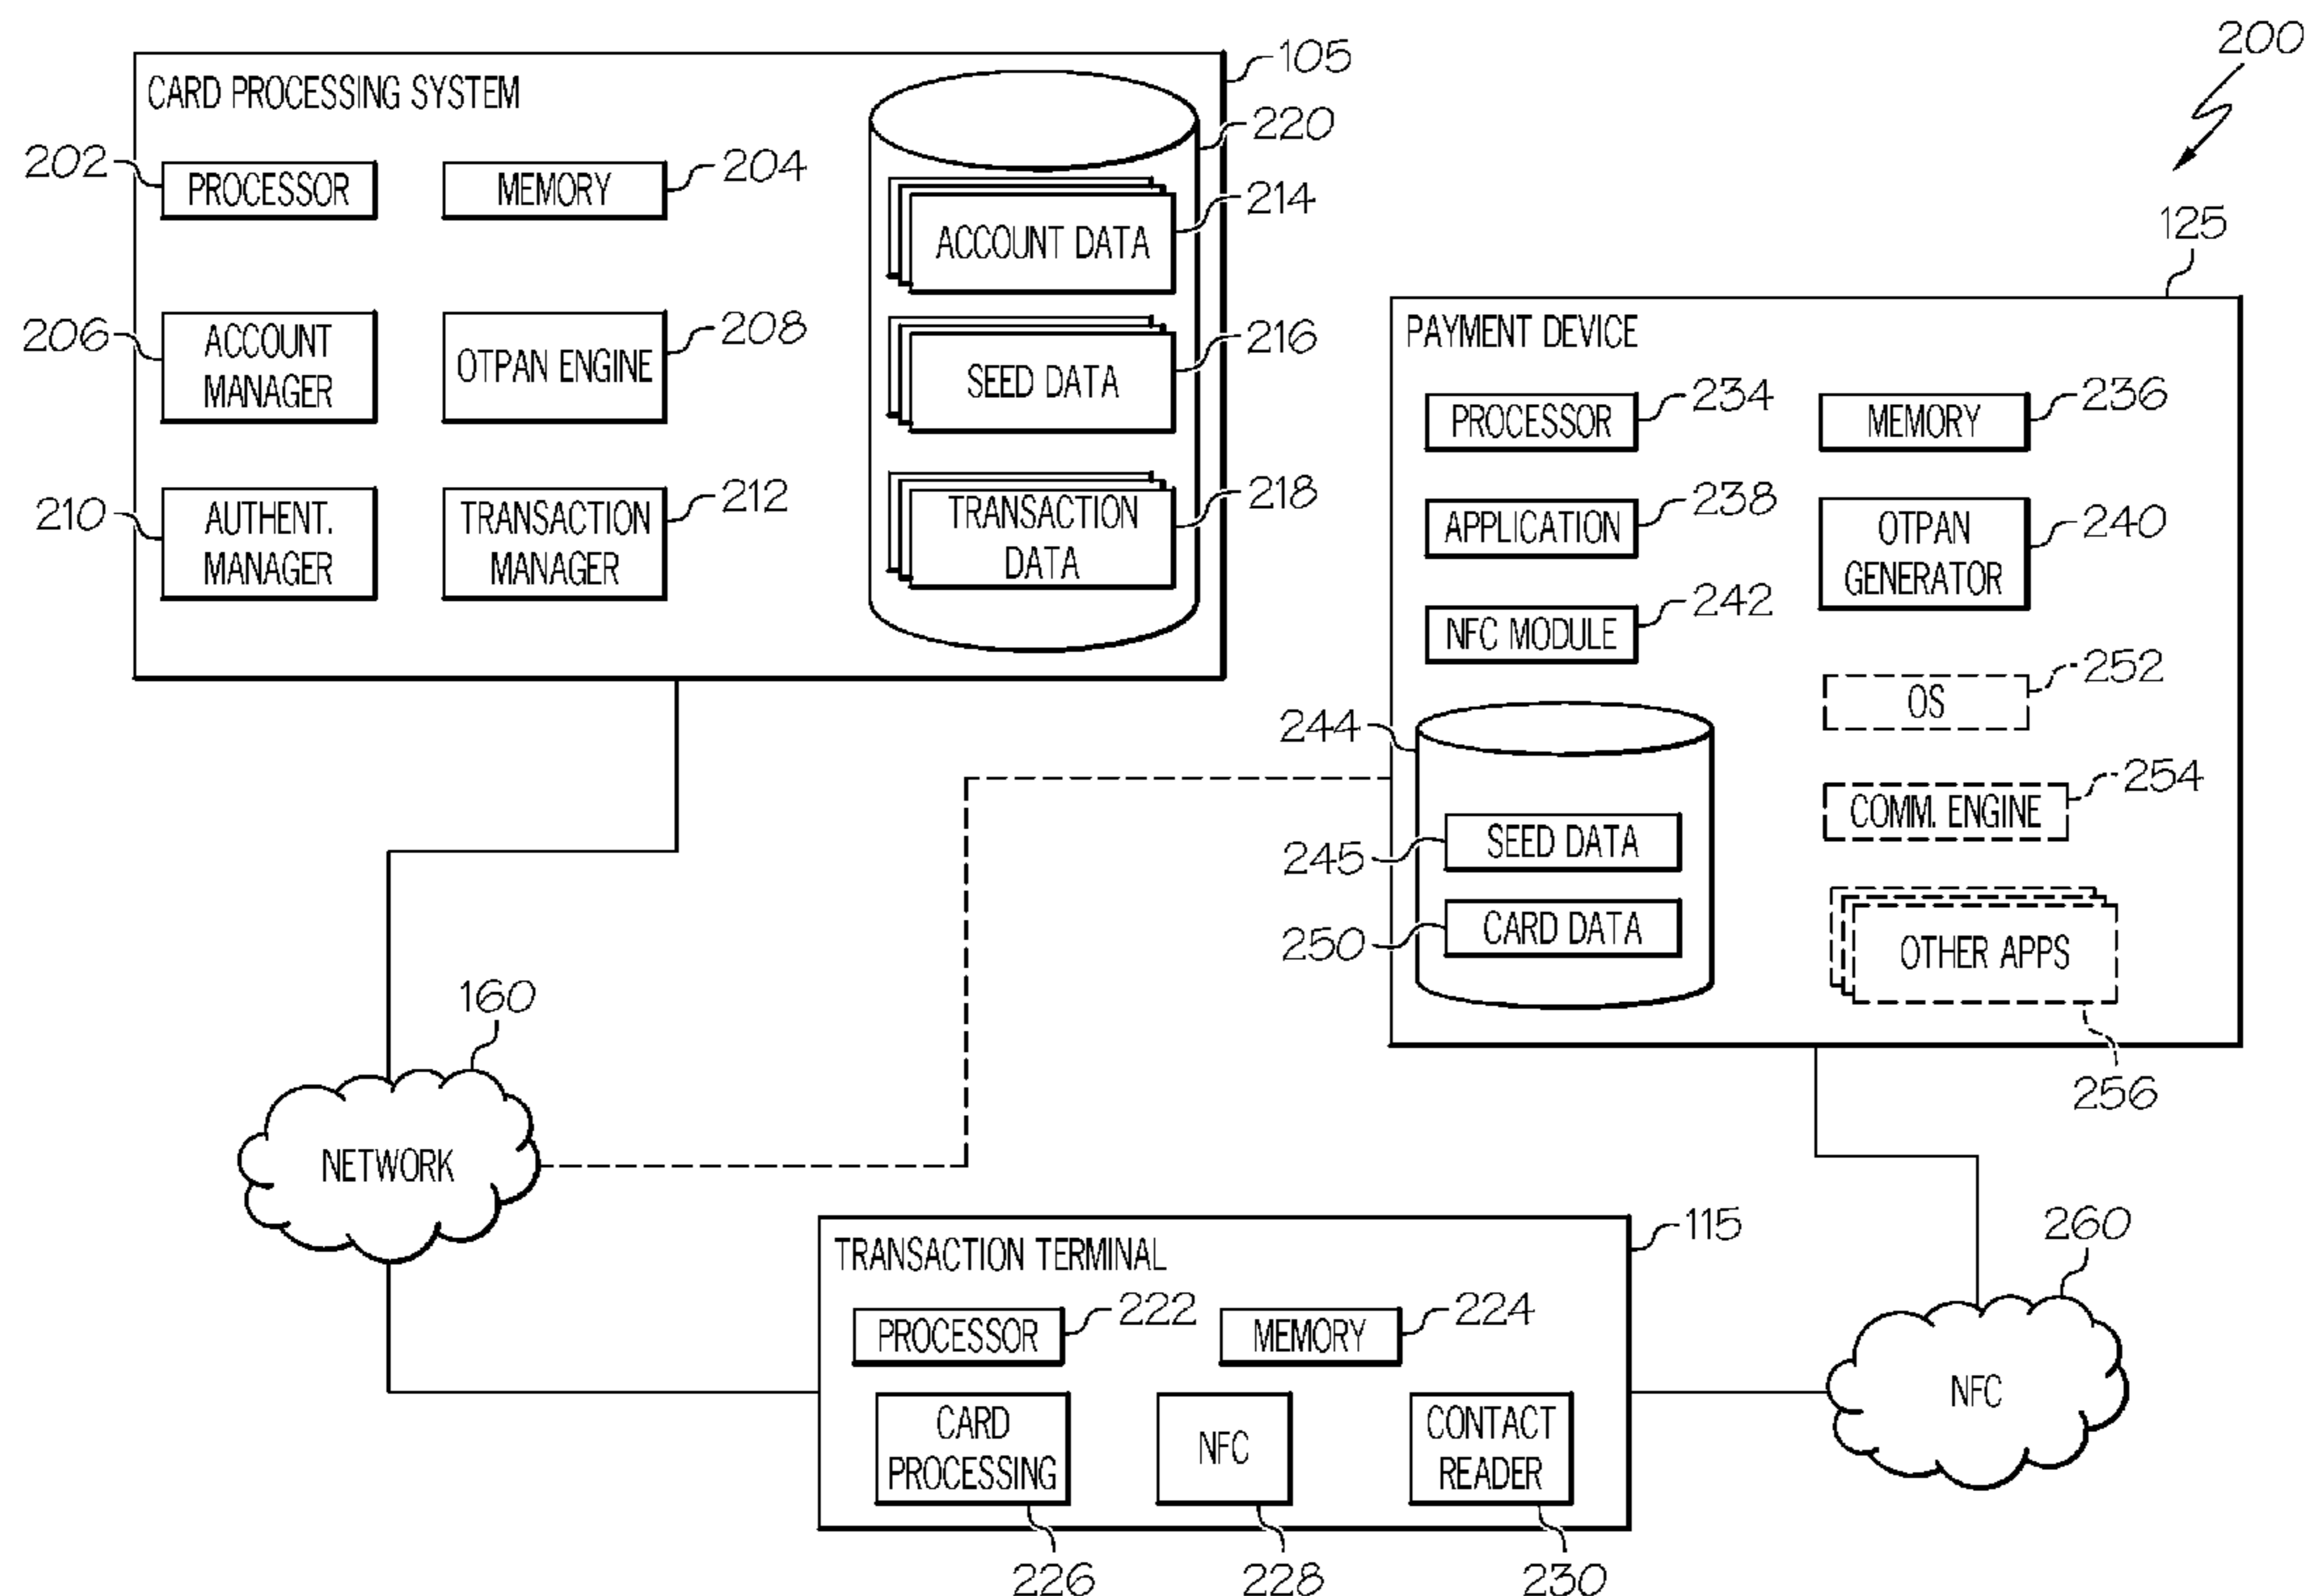 200
CARD PROCESSING SYSTEM
105
220
202
PROCESSOR
MEMORY
204
206
ACCOUNT
MANAGER
OTPAN ENGINE
208
210
AUTHENT.
MANAGER
TRANSACTION
MANAGER
212
ACCOUNT DATA
214
SEED DATA
216
TRANSACTION
DATA
218
125
PAYMENT DEVICE
PROCESSOR
234
MEMORY
236
APPLICATION
238
OTPAN
GENERATOR
240
NFC MODULE
242
OS
252
244
COMM. ENGINE
254
245
SEED DATA
250
CARD DATA
OTHER APPS
256
160
NETWORK
TRANSACTION TERMINAL
115
PROCESSOR
222
MEMORY
224
CARD
PROCESSING
226
NFC
228
CONTACT
READER
230
260
NFC